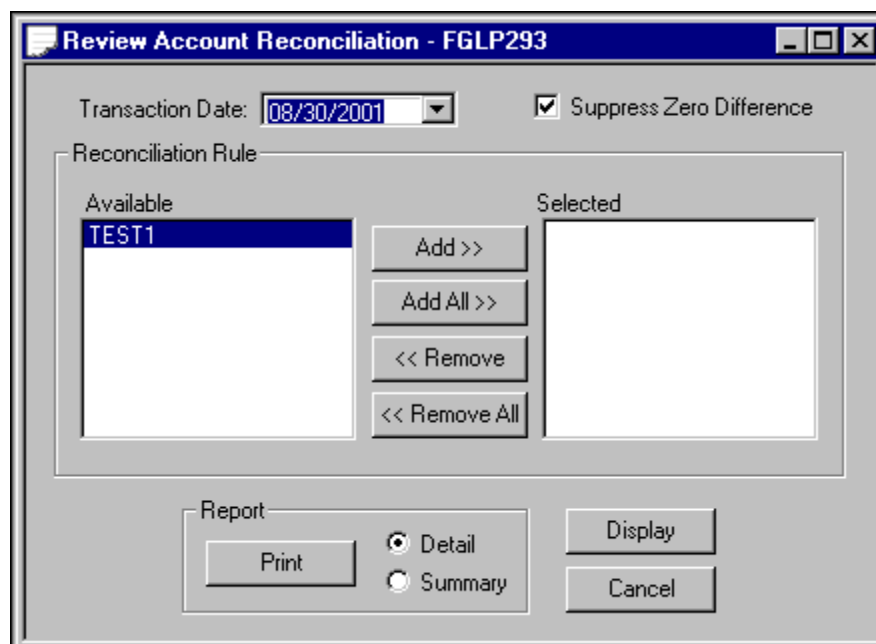 Review Account Reconciliation - FGLP293
Transaction Date: 08/30/2001 Suppress Zero Difference
Reconciliation Rule
Available Selected
TEST1
Add >>
Add All >>
<< Remove
<< Remove All
Report
Print
Detail
Summary
Display
Cancel